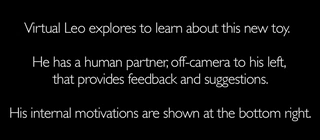 Virtual Leo explores to learn about this new toy.
He has a human partner, off-camera to his left,
that provides feedback and suggestions.
His internal motivations are shown at the bottom right.